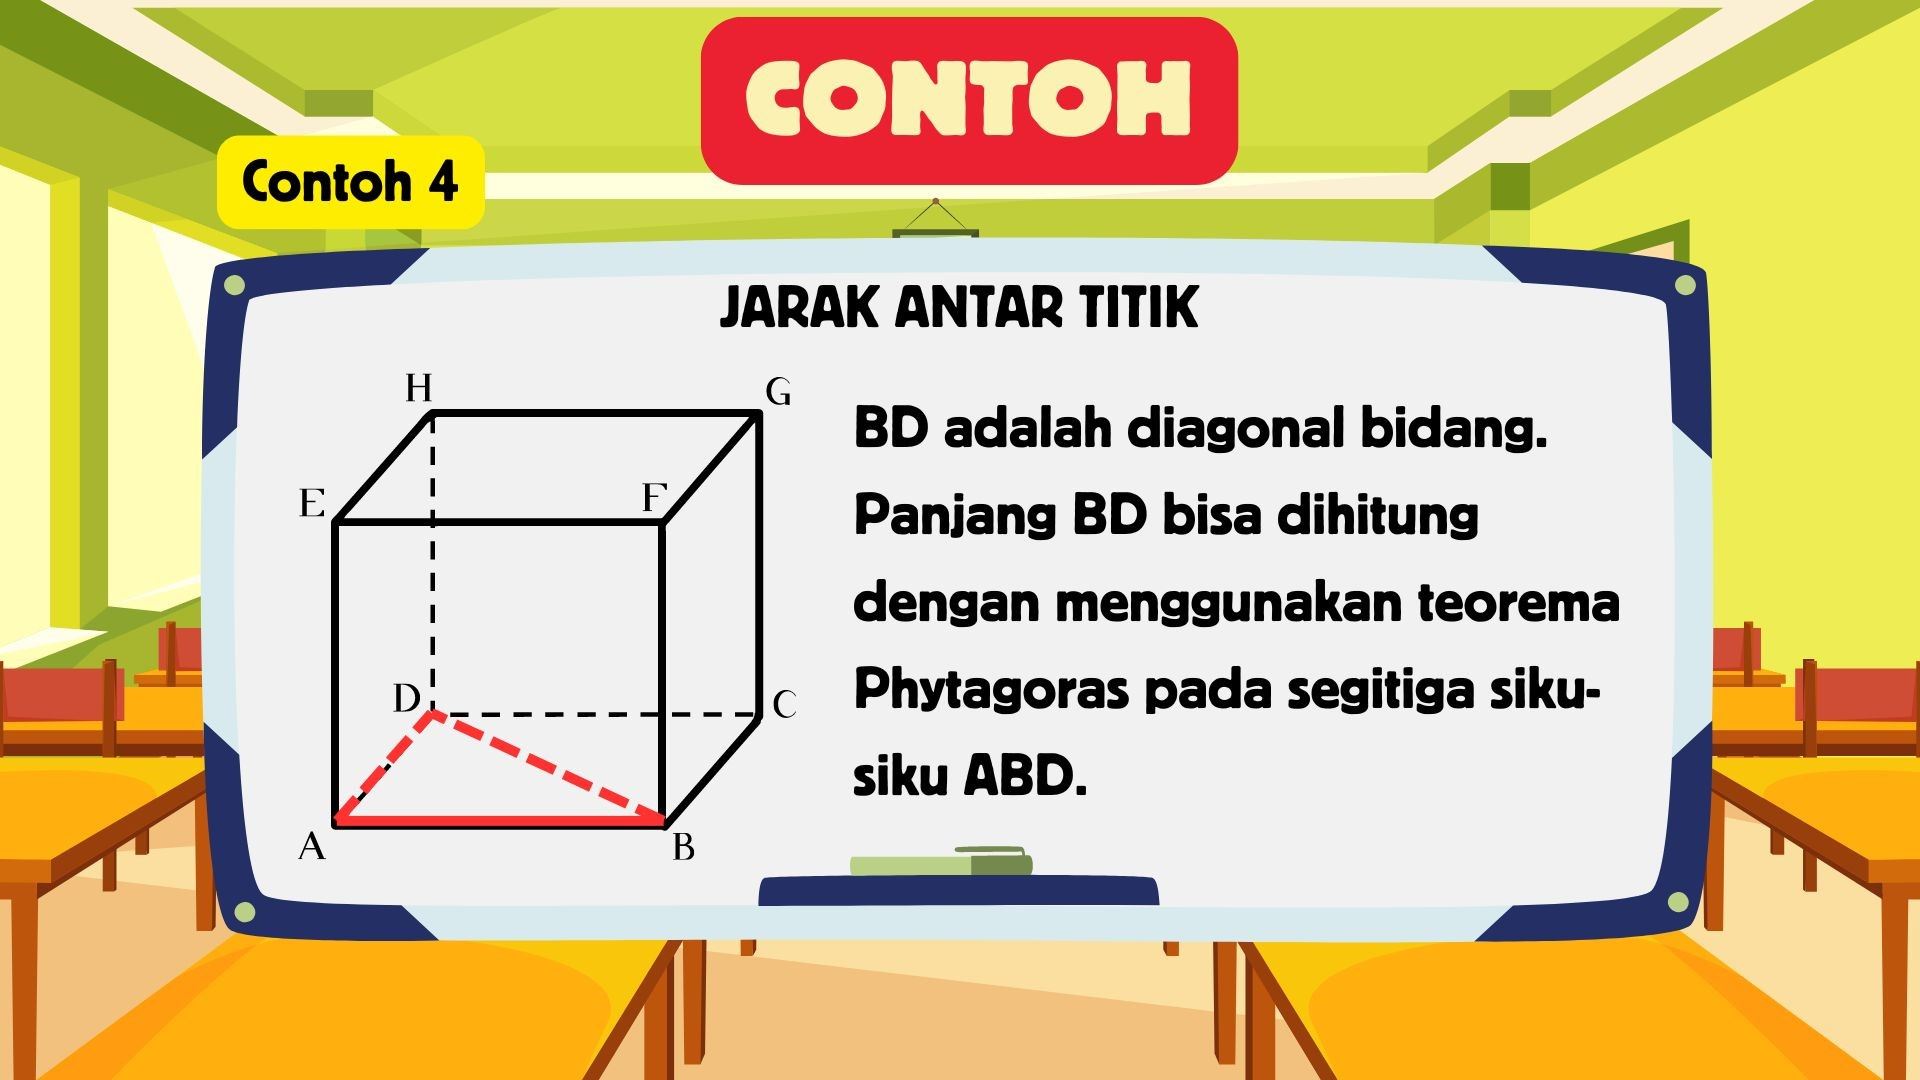 CONTOH
Contoh 4
JARAK ANTAR TITIK
H
G
E
F
D
C
A
B
BD adalah diagonal bidang.
Panjang BD bisa dihitung
dengan menggunakan teorema
Phytagoras pada segitiga siku-
siku ABD.